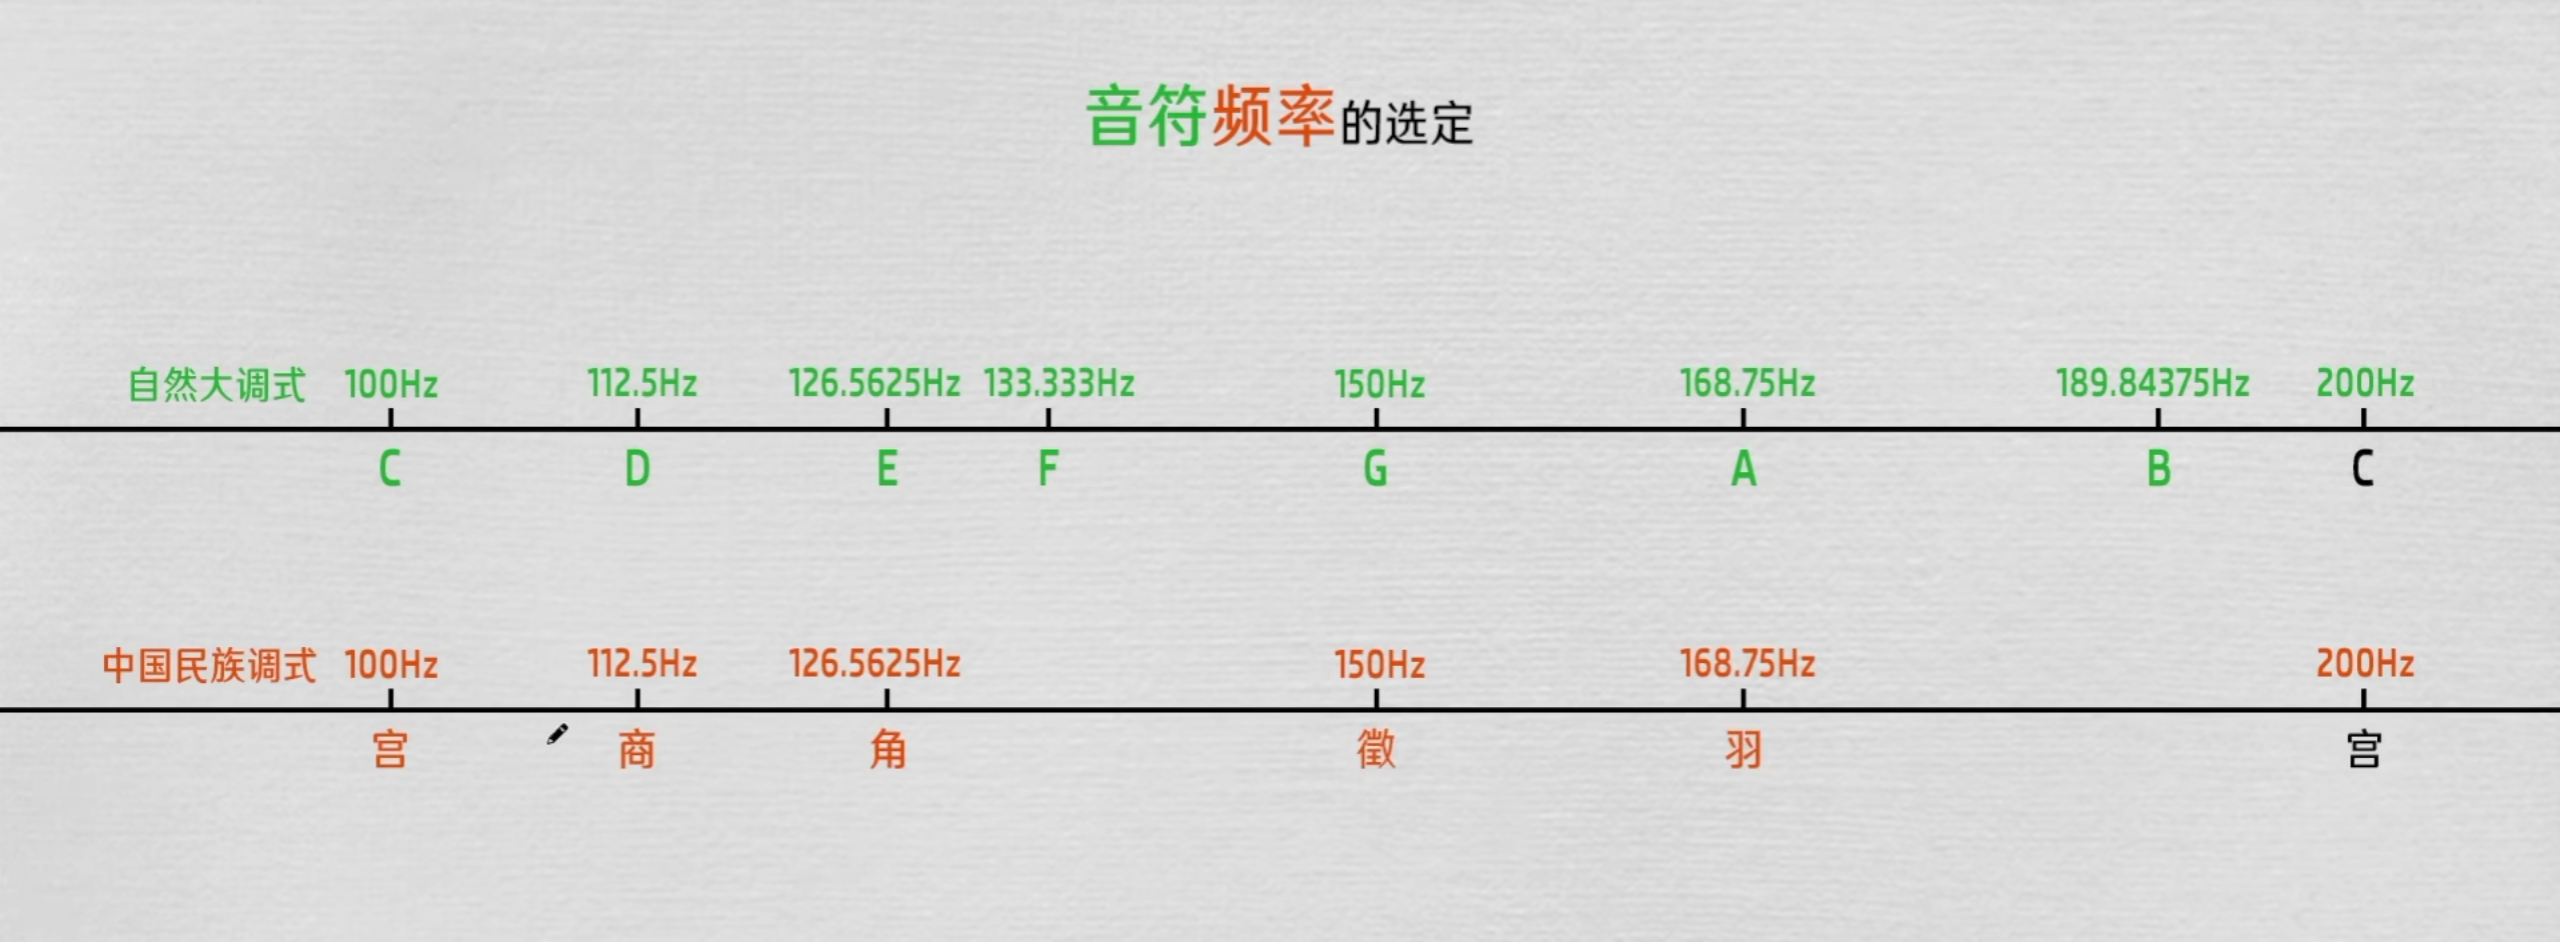 音符频率的选定
自然大调式 100Hz 112.5Hz 126.5625Hz 133.333Hz 150Hz 168.75Hz 189.84375Hz 200Hz
C D E F G A B C
中国民族调式 100Hz 112.5Hz 126.5625Hz 150Hz 168.75Hz 200Hz
宫 商 角 徵 羽 宫